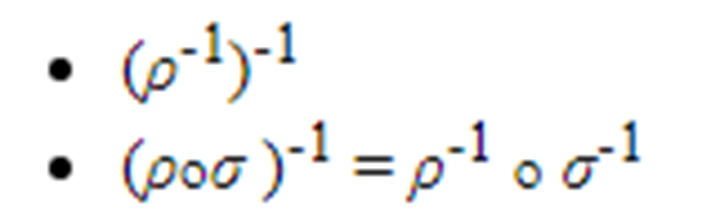 • (ρ⁻¹)⁻¹
• (ρ∘σ )⁻¹ = ρ⁻¹ ∘ σ⁻¹